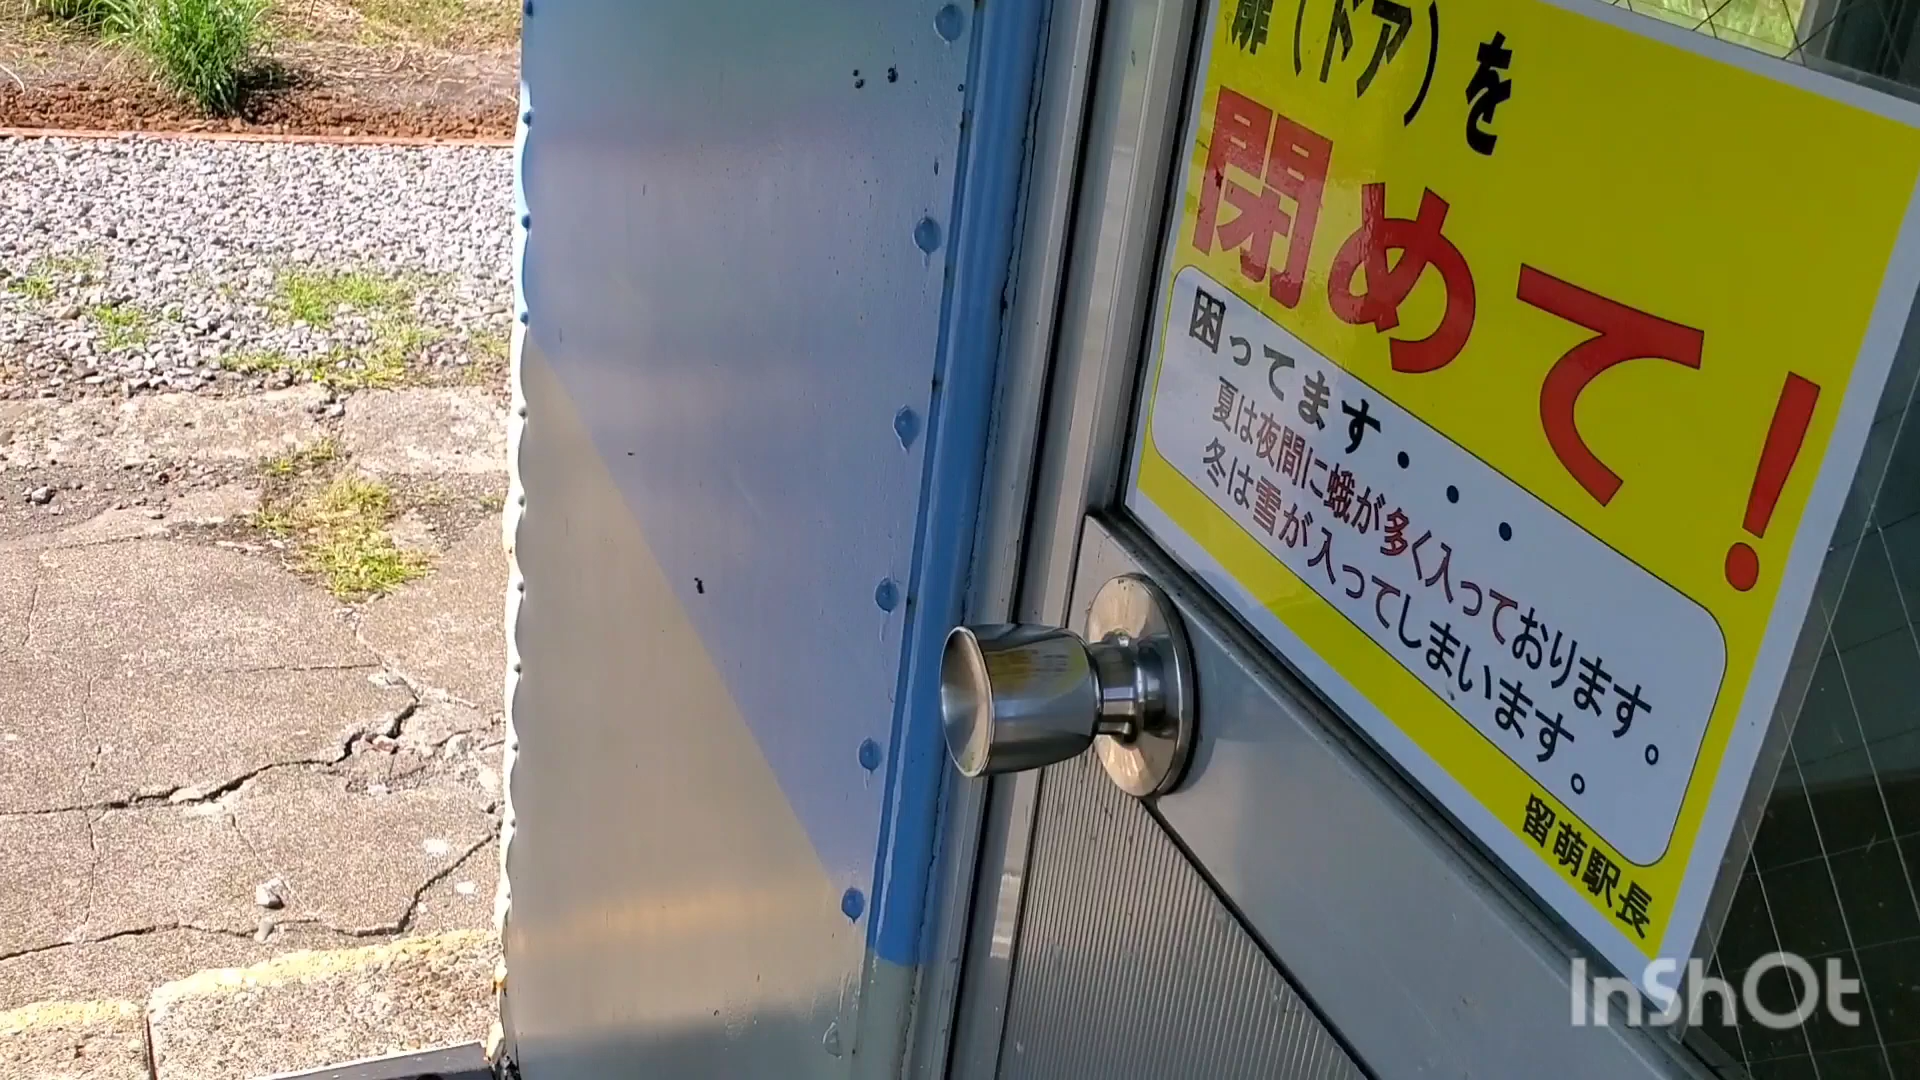 扉（ドア）を
閉めて！
困ってます・・・
夏は夜間に蛾が多く入っております。
冬は雪が入ってしまいます。
留萌駅長
InShOt